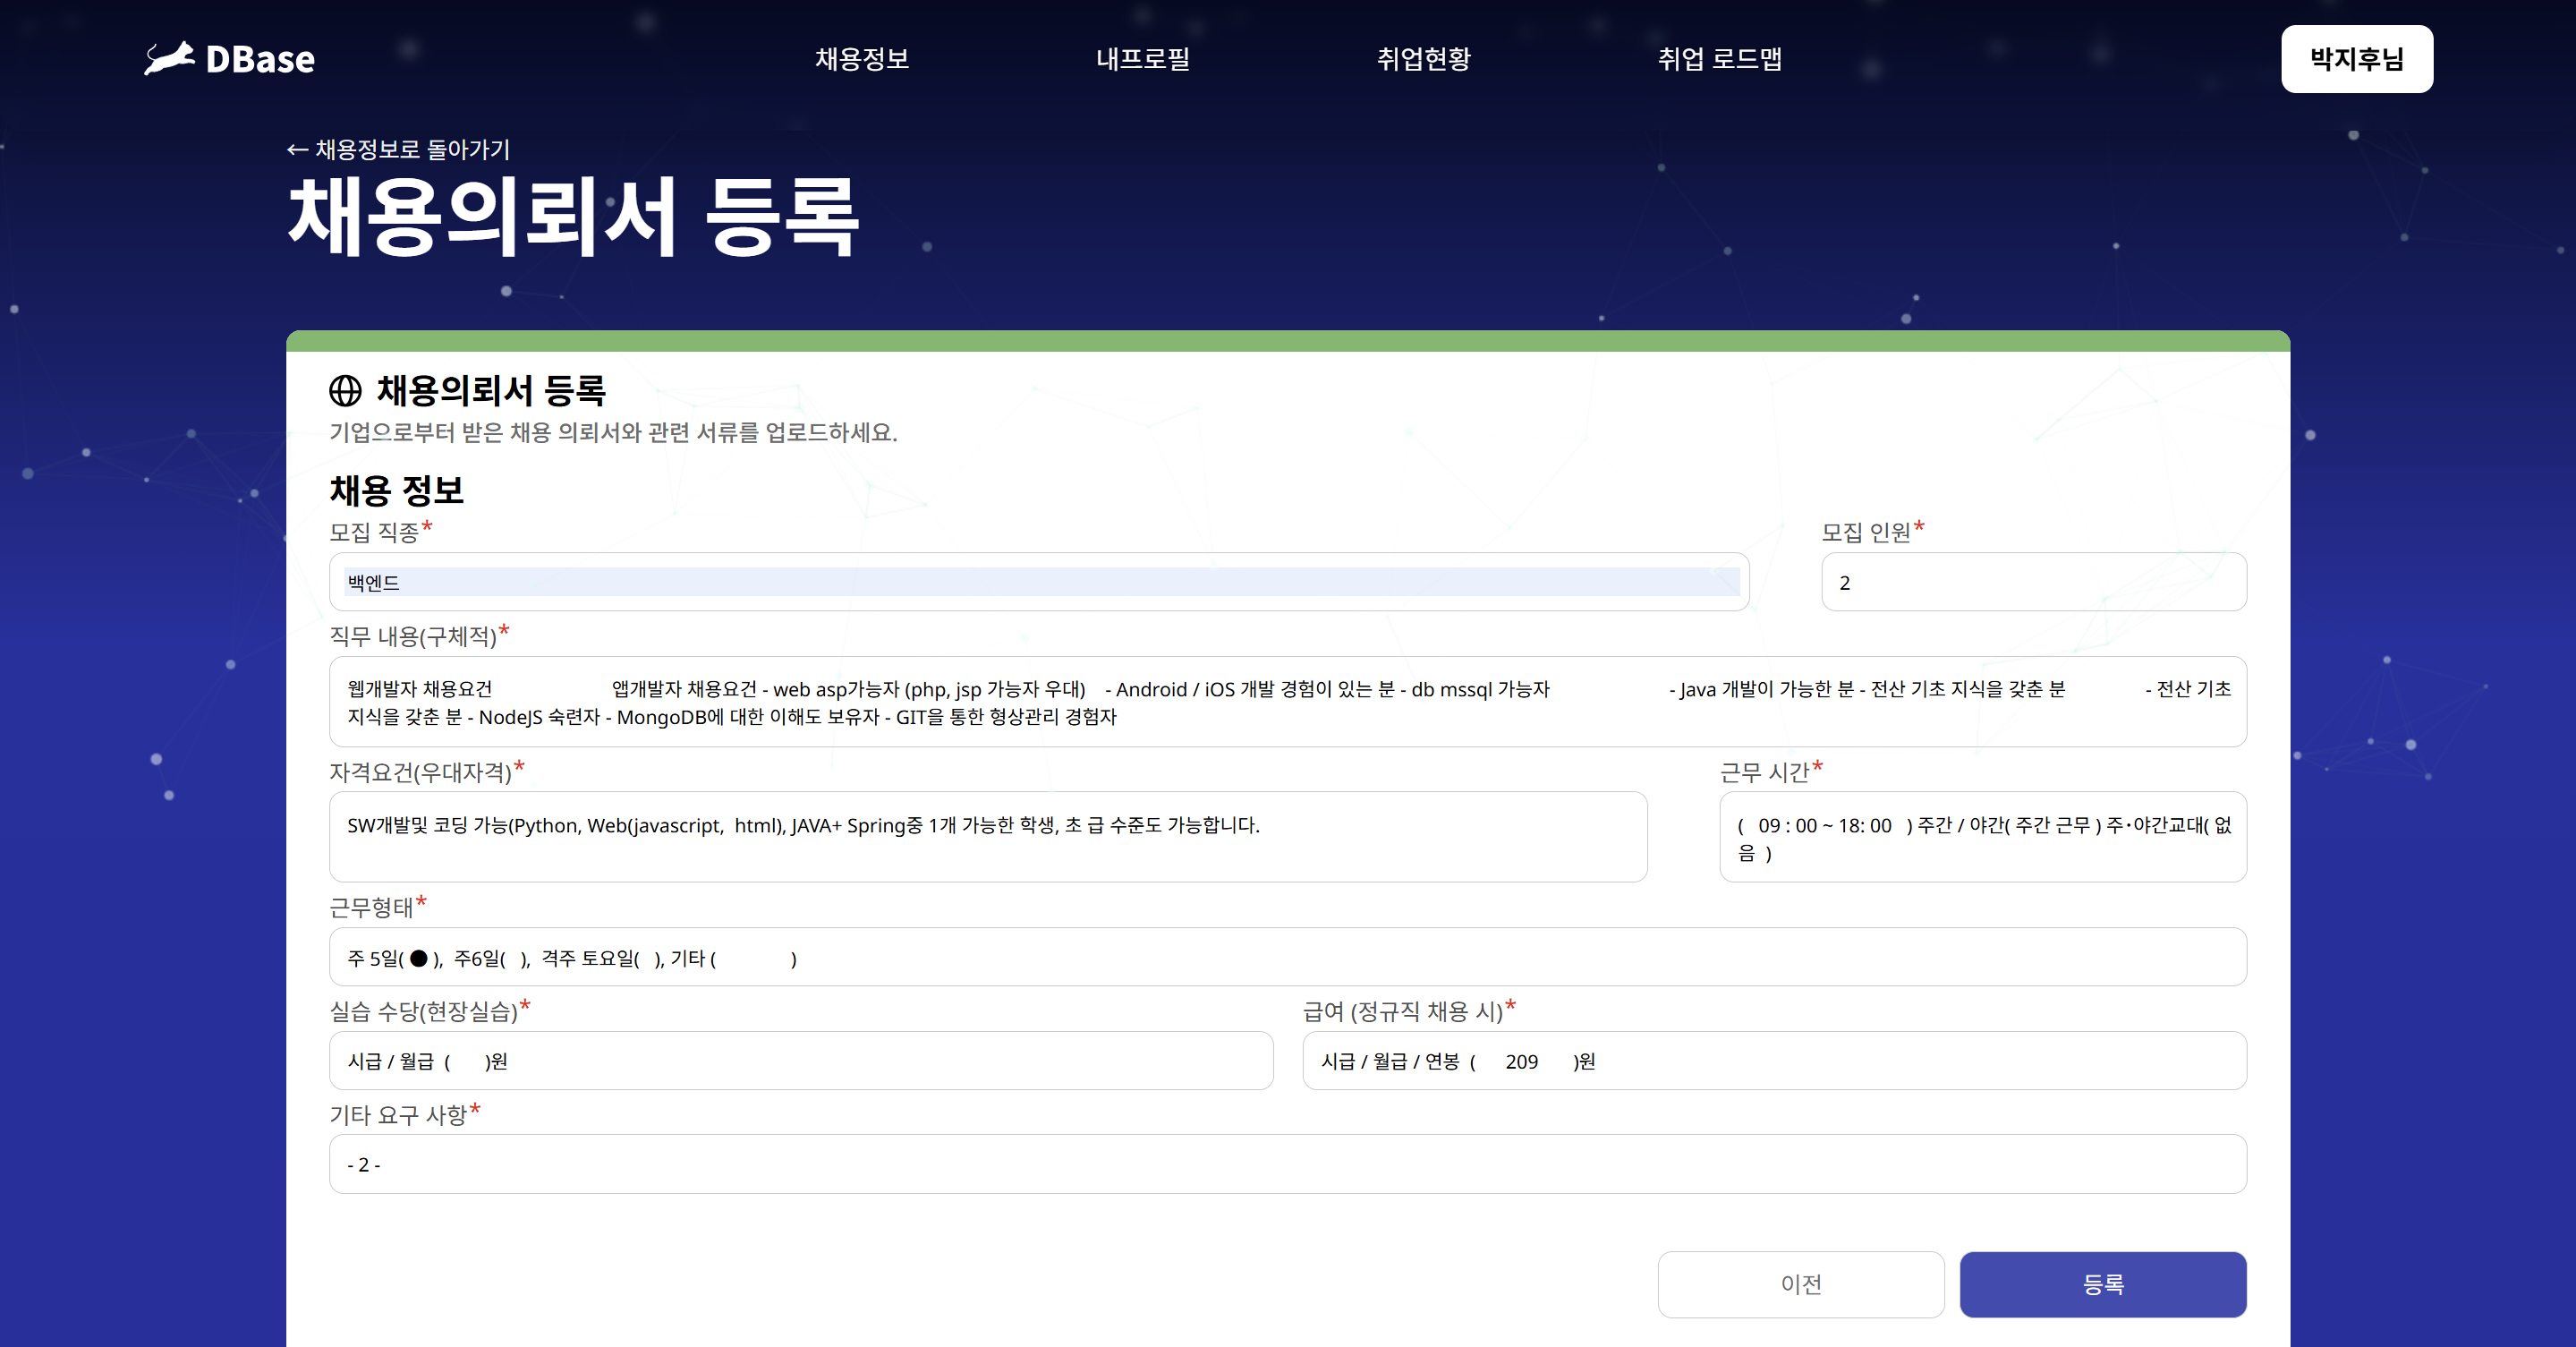 DBase
채용정보
내프로필
취업현황
취업 로드맵
박지후님
← 채용정보로 돌아가기
채용의뢰서 등록
채용의뢰서 등록
기업으로부터 받은 채용 의뢰서와 관련 서류를 업로드하세요.
채용 정보
모집 직종*
모집 인원*
백엔드
2
직무 내용(구체적)*
웹개발자 채용요건 앱개발자 채용요건 - web asp가능자 (php, jsp 가능자 우대) - Android / iOS 개발 경험이 있는 분 - db mssql 가능자 - Java 개발이 가능한 분 - 전산 기초 지식을 갖춘 분 - 전산 기초
지식을 갖춘 분 - NodeJS 숙련자 - MongoDB에 대한 이해도 보유자 - GIT을 통한 형상관리 경험자
자격요건(우대자격)*
근무 시간*
SW개발및 코딩 가능(Python, Web(javascript, html), JAVA+ Spring중 1개 가능한 학생, 초 급 수준도 가능합니다.
( 09 : 00 ~ 18: 00 ) 주간 / 야간( 주간 근무 ) 주·야간교대( 없
음 )
근무형태*
주 5일( ● ), 주6일( ), 격주 토요일( ), 기타 ( )
실습 수당(현장실습)*
급여 (정규직 채용 시)*
시급 / 월급 ( )원
시급 / 월급 / 연봉 ( 209 )원
기타 요구 사항*
- 2 -
이전
등록